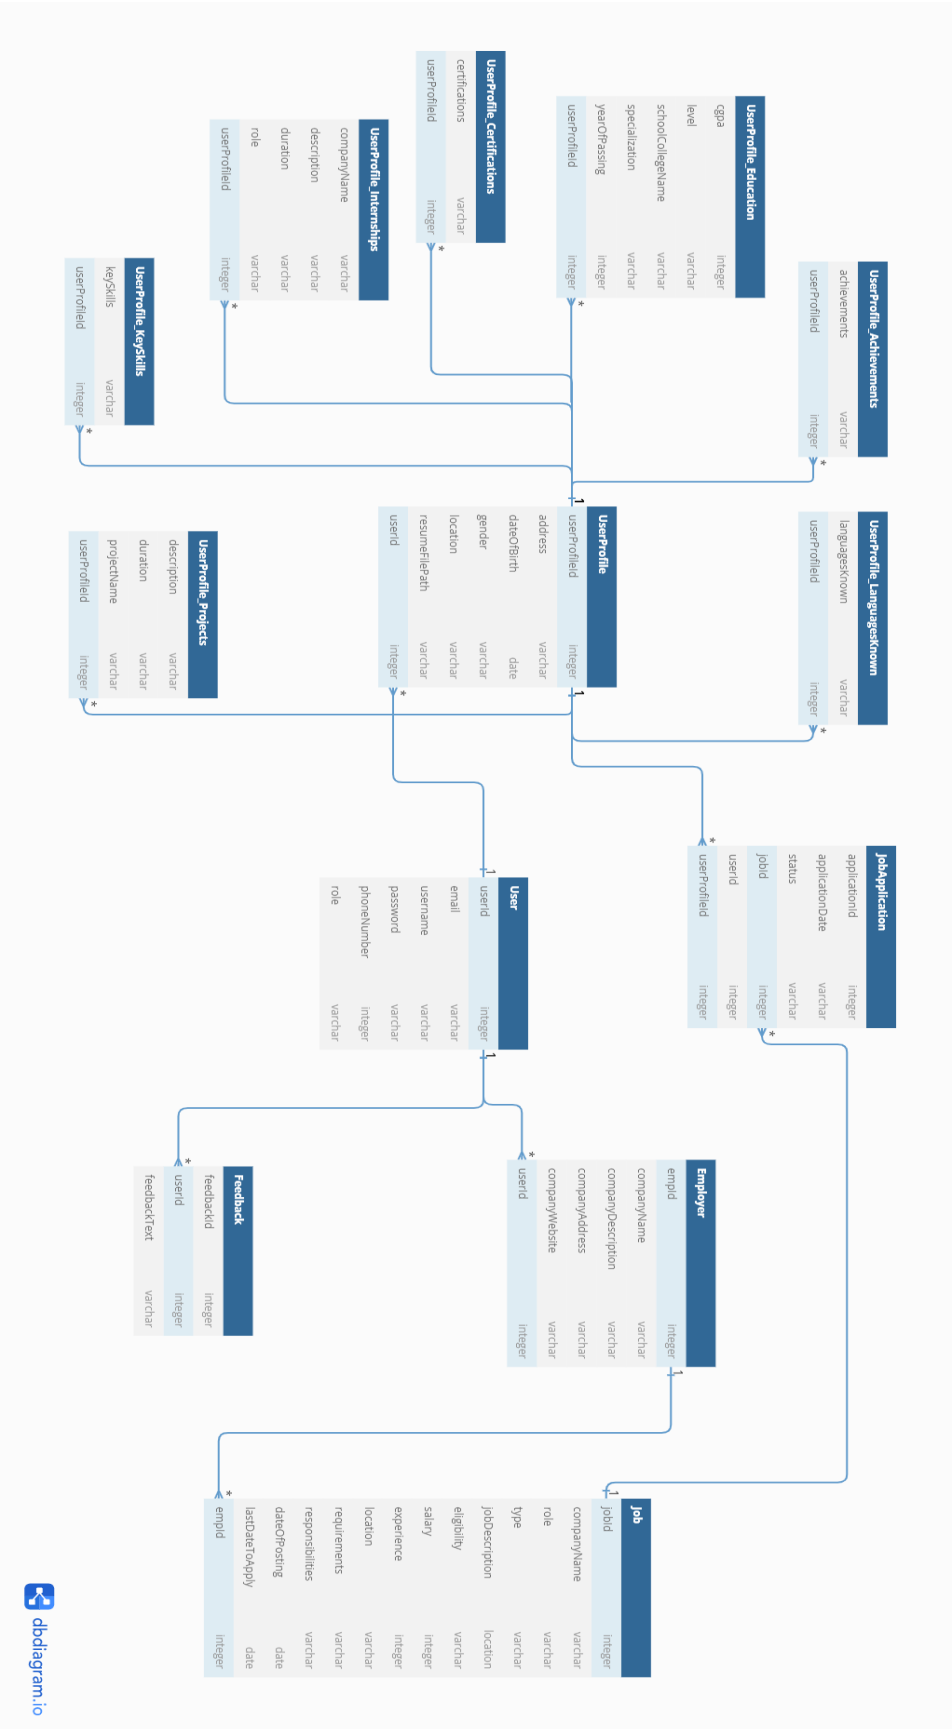 UserProfile_Achievements
achievements varchar
userProfileId integer
UserProfile_LanguagesKnown
languagesKnown varchar
userProfileId integer
JobApplication
applicationId integer
applicationDate varchar
status varchar
jobId integer
userId integer
userProfileId integer
UserProfile_Education
cgpa integer
level varchar
schoolCollegeName varchar
specialization varchar
yearOfPassing integer
userProfileId integer
UserProfile
userProfileId integer
address varchar
dateOfBirth date
gender varchar
location varchar
resumeFilePath varchar
userId integer
Employer
empId integer
companyName varchar
companyDescription varchar
companyAddress varchar
companyWebsite varchar
userId integer
Job
jobId integer
companyName varchar
role varchar
type varchar
jobDescription location
eligibility varchar
salary integer
experience integer
location varchar
requirements varchar
responsibilities varchar
dateOfPosting date
lastDateToApply date
empId integer
UserProfile_Certifications
certifications varchar
userProfileId integer
User
userId integer
email varchar
username varchar
password varchar
phoneNumber integer
role varchar
UserProfile_Internships
companyName varchar
description varchar
duration varchar
role varchar
userProfileId integer
Feedback
feedbackId integer
userId integer
feedbackText varchar
UserProfile_Projects
description varchar
duration varchar
projectName varchar
userProfileId integer
UserProfile_KeySkills
keySkills varchar
userProfileId integer
*
*
*
*
1
1
*
*
*
*
*
1
1
*
*
1
1
*
*
dbdiagram.io